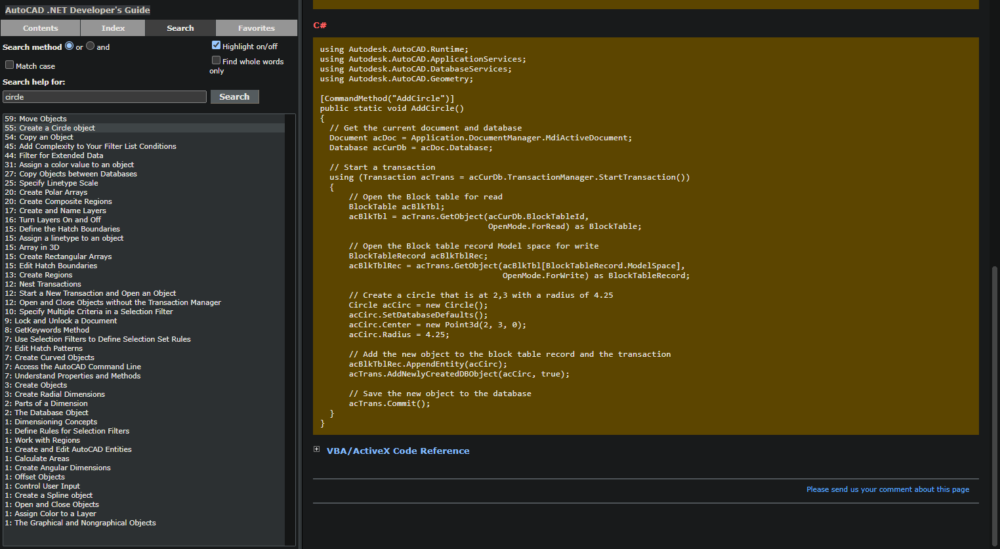 AutoCAD .NET Developer's Guide
Contents Index Search Favorites
Search method or and
Highlight on/off
Match case
Find whole words
only
Search help for:
circle Search
59: Move Objects
55: Create a Circle object
54: Copy an Object
45: Add Complexity to Your Filter List Conditions
44: Filter for Extended Data
31: Assign a color value to an object
27: Copy Objects between Databases
25: Specify Linetype Scale
20: Create Polar Arrays
20: Create Composite Regions
17: Create and Name Layers
16: Turn Layers On and Off
15: Define the Hatch Boundaries
15: Assign a linetype to an object
15: Array in 3D
15: Create Rectangular Arrays
15: Edit Hatch Boundaries
13: Create Regions
12: Nest Transactions
12: Start a New Transaction and Open an Object
12: Open and Close Objects without the Transaction Manager
10: Specify Multiple Criteria in a Selection Filter
9: Lock and Unlock a Document
8: GetKeywords Method
7: Use Selection Filters to Define Selection Set Rules
7: Edit Hatch Patterns
7: Create Curved Objects
7: Access the AutoCAD Command Line
7: Understand Properties and Methods
3: Create Objects
3: Create Radial Dimensions
2: Parts of a Dimension
2: The Database Object
1: Dimensioning Concepts
1: Define Rules for Selection Filters
1: Work with Regions
1: Create and Edit AutoCAD Entities
1: Calculate Areas
1: Create Angular Dimensions
1: Offset Objects
1: Control User Input
1: Create a Spline object
1: Open and Close Objects
1: Assign Color to a Layer
1: The Graphical and Nongraphical Objects
C#
using Autodesk.AutoCAD.Runtime;
using Autodesk.AutoCAD.ApplicationServices;
using Autodesk.AutoCAD.DatabaseServices;
using Autodesk.AutoCAD.Geometry;
[CommandMethod("AddCircle")]
public static void AddCircle()
{
// Get the current document and database
Document acDoc = Application.DocumentManager.MdiActiveDocument;
Database acCurDb = acDoc.Database;
// Start a transaction
using (Transaction acTrans = acCurDb.TransactionManager.StartTransaction())
{
// Open the Block table for read
BlockTable acBlkTbl;
acBlkTbl = acTrans.GetObject(acCurDb.BlockTableId,
OpenMode.ForRead) as BlockTable;
// Open the Block table record Model space for write
BlockTableRecord acBlkTblRec;
acBlkTblRec = acTrans.GetObject(acBlkTbl[BlockTableRecord.ModelSpace],
OpenMode.ForWrite) as BlockTableRecord;
// Create a circle that is at 2,3 with a radius of 4.25
Circle acCirc = new Circle();
acCirc.SetDatabaseDefaults();
acCirc.Center = new Point3d(2, 3, 0);
acCirc.Radius = 4.25;
// Add the new object to the block table record and the transaction
acBlkTblRec.AppendEntity(acCirc);
acTrans.AddNewlyCreatedDBObject(acCirc, true);
// Save the new object to the database
acTrans.Commit();
}
}
VBA/ActiveX Code Reference
Please send us your comment about this page